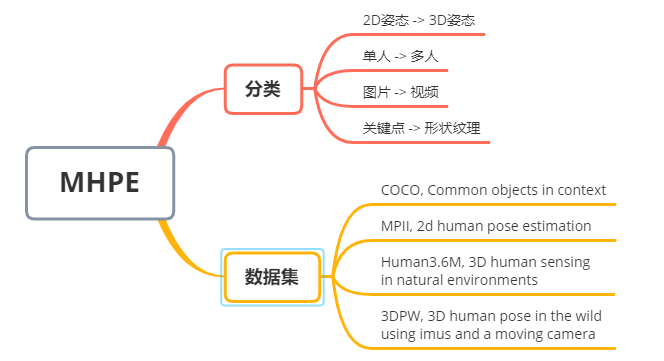 MHPE
分类
2D姿态 -> 3D姿态
单人 -> 多人
图片 -> 视频
关键点 -> 形状纹理
数据集
COCO, Common objects in context
MPII, 2d human pose estimation
Human3.6M, 3D human sensing
in natural environments
3DPW, 3D human pose in the wild
using imus and a moving camera